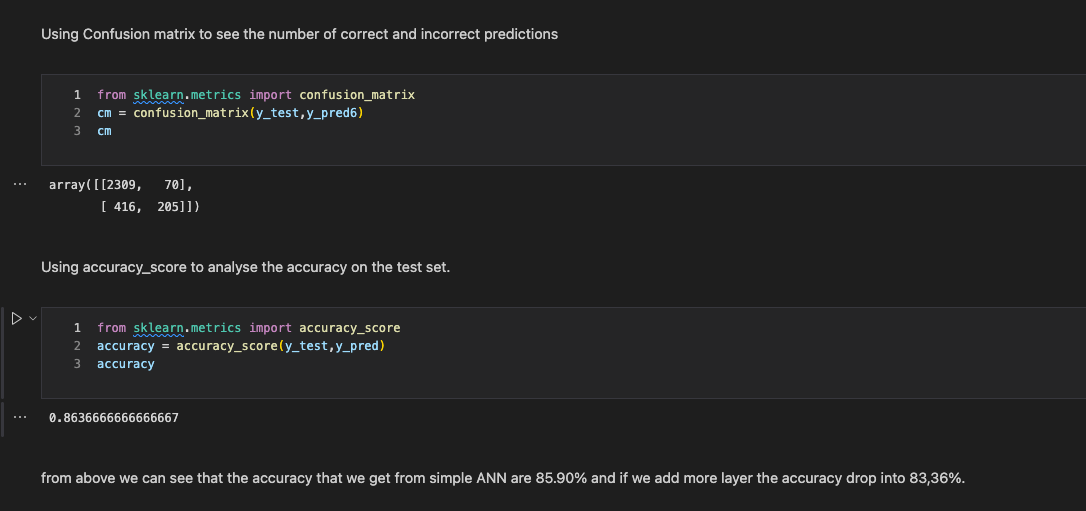 Using Confusion matrix to see the number of correct and incorrect predictions
1 from sklearn.metrics import confusion_matrix
2 cm = confusion_matrix(y_test,y_pred6)
3 cm
... array([[2309,   70],
       [ 416,  205]])
Using accuracy_score to analyse the accuracy on the test set.
1 from sklearn.metrics import accuracy_score
2 accuracy = accuracy_score(y_test,y_pred)
3 accuracy
... 0.8636666666666667
from above we can see that the accuracy that we get from simple ANN are 85.90% and if we add more layer the accuracy drop into 83,36%.